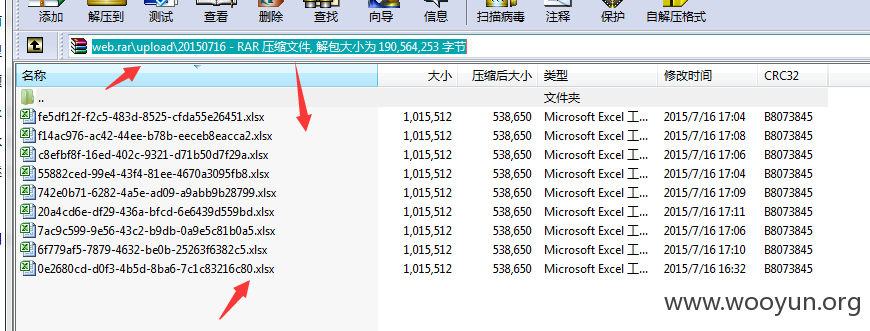 添加 解压到 测试 查看 删除 查找 向导 信息 扫描病毒 注释 保护 自解压格式
web.rar\upload\20150716 - RAR 压缩文件, 解包大小为 190,564,253 字节
名称 大小 压缩后大小 类型 修改时间 CRC32
.. 文件夹
fe5df12f-f2c5-483d-8525-cfda55e26451.xlsx 1,015,512 538,650 Microsoft Excel 工... 2015/7/16 17:04 B8073845
f14ac976-ac42-44ee-b78b-eeceb8eacca2.xlsx 1,015,512 538,650 Microsoft Excel 工... 2015/7/16 17:06 B8073845
c8efbf8f-16ed-402c-9321-d71b50d7f29a.xlsx 1,015,512 538,650 Microsoft Excel 工... 2015/7/16 17:06 B8073845
55882ced-99e4-43f4-81ee-4670a3095fb8.xlsx 1,015,512 538,650 Microsoft Excel 工... 2015/7/16 17:04 B8073845
742e0b71-6282-4a5e-ad09-a9abb9b28799.xlsx 1,015,512 538,650 Microsoft Excel 工... 2015/7/16 17:09 B8073845
20a4cd6e-df29-436a-bfcd-6e6439d559bd.xlsx 1,015,512 538,650 Microsoft Excel 工... 2015/7/16 17:11 B8073845
7ac9c599-9e56-43c2-b9db-0a9e5c81b0a5.xlsx 1,015,512 538,650 Microsoft Excel 工... 2015/7/16 17:06 B8073845
6f779af5-7879-4632-be0b-25263f6382c5.xlsx 1,015,512 538,650 Microsoft Excel 工... 2015/7/16 17:10 B8073845
0e2680cd-d0f3-4b5d-8ba6-7c1c83216c80.xlsx 1,015,512 538,650 Microsoft Excel 工... 2015/7/16 16:32 B8073845
www.wooyun.org